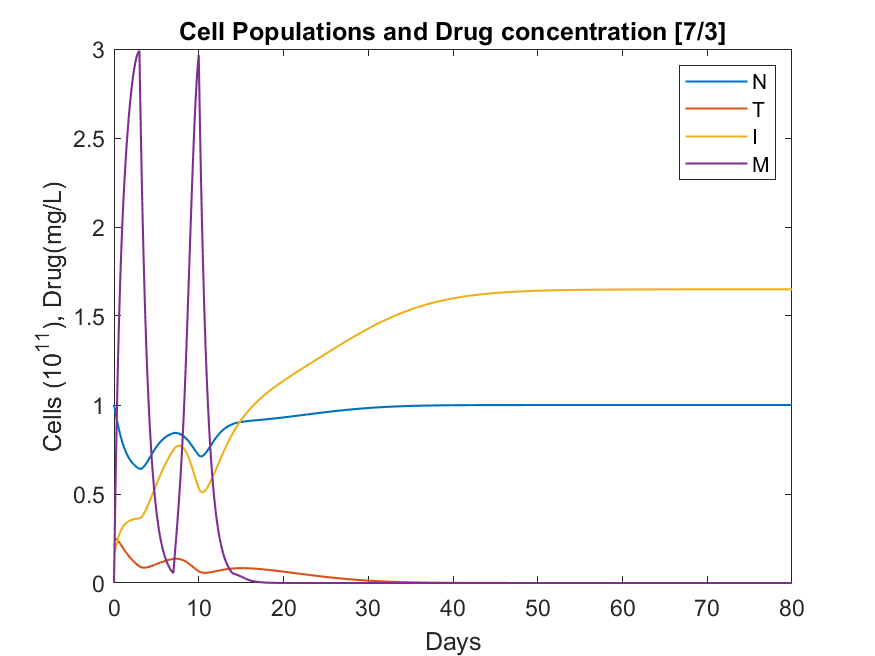 Cell Populations and Drug concentration [7/3]
N
T
I
M
Cells (10^11), Drug(mg/L)
3
2.5
2
1.5
1
0.5
0
0 10 20 30 40 50 60 70 80
Days